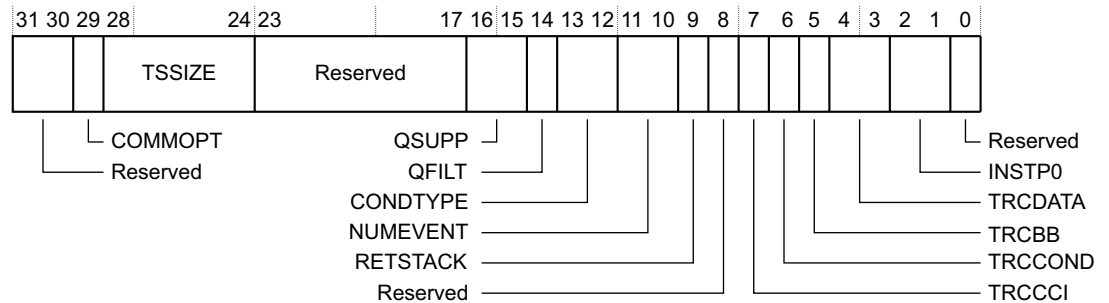 31 30 29 28 24 23 17 16 15 14 13 12 11 10 9 8 7 6 5 4 3 2 1 0
TSSIZE Reserved
COMMOPT QSUPP Reserved
Reserved QFILT INSTP0
CONDTYPE TRCDATA
NUMEVENT TRCBB
RETSTACK TRCCOND
Reserved TRCCCI